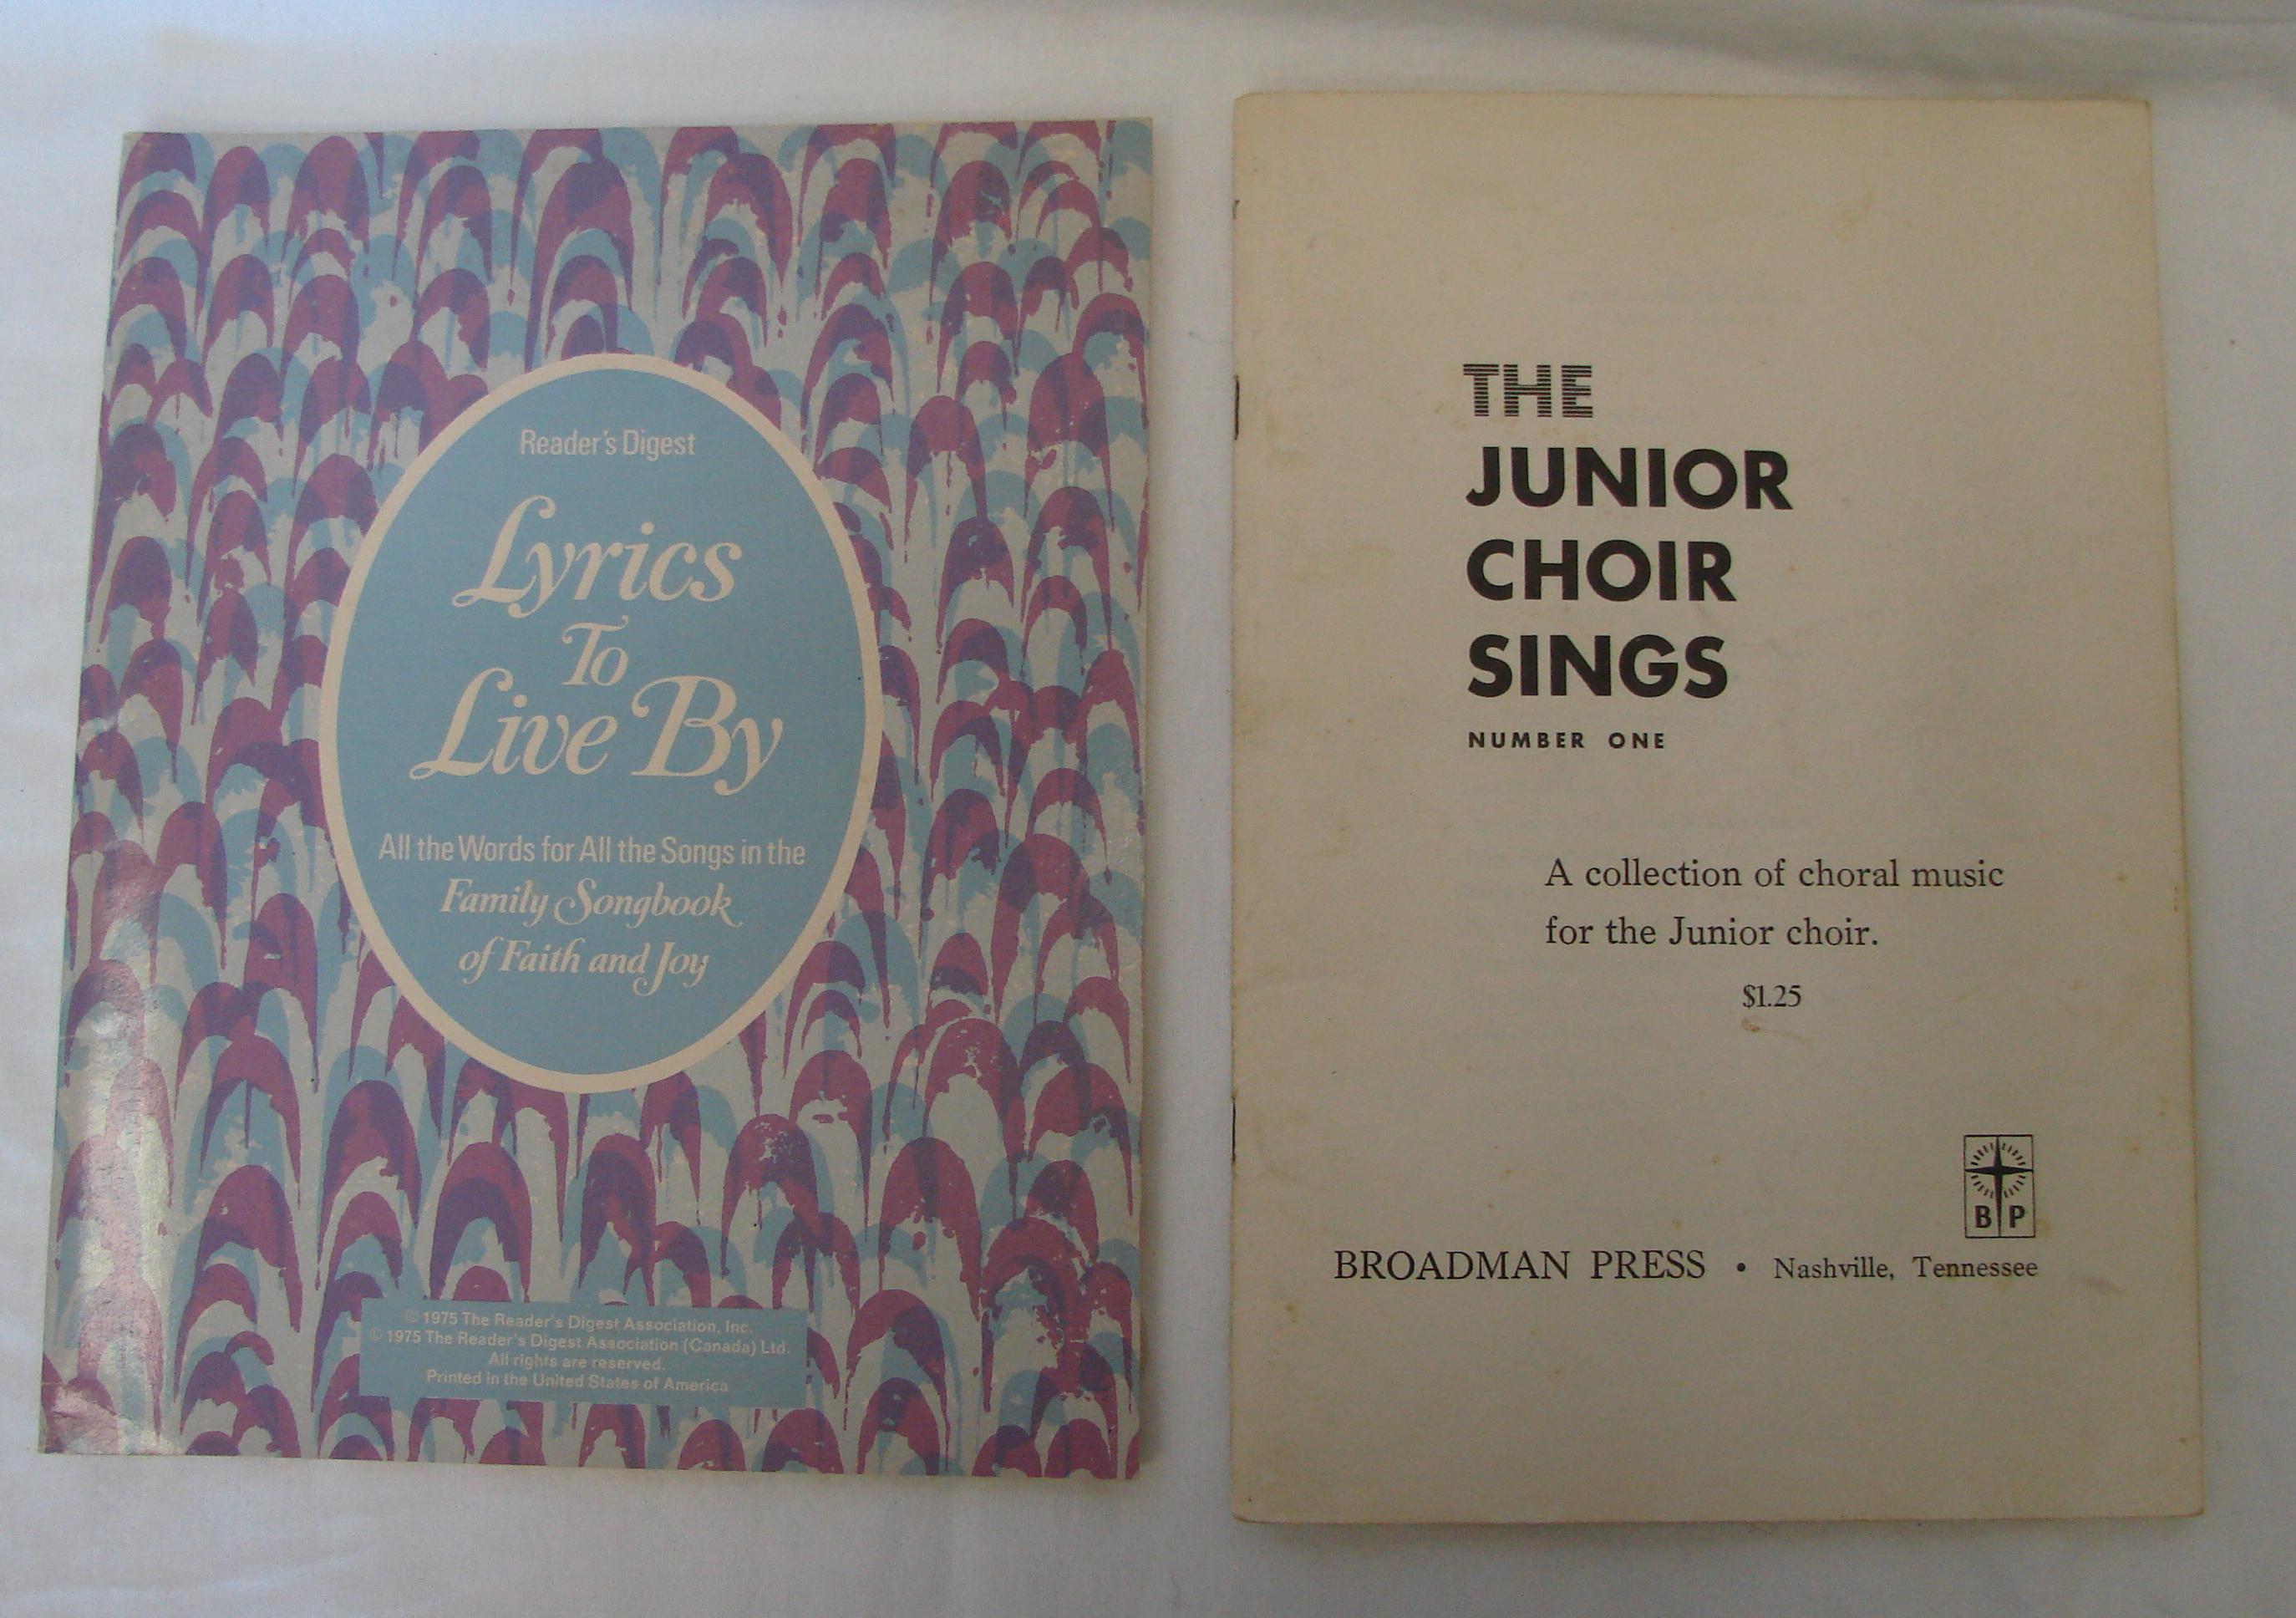 Reader's Digest
Lyrics
To
Live By
All the Words for All the Songs in the
Family Songbook
of Faith and Joy
© 1975 The Reader's Digest Association, Inc.
© 1975 The Reader's Digest Association (Canada) Ltd.
All rights are reserved.
Printed in the United States of America
THE
JUNIOR
CHOIR
SINGS
NUMBER ONE
A collection of choral music
for the Junior choir.
$1.25
B P
BROADMAN PRESS • Nashville, Tennessee